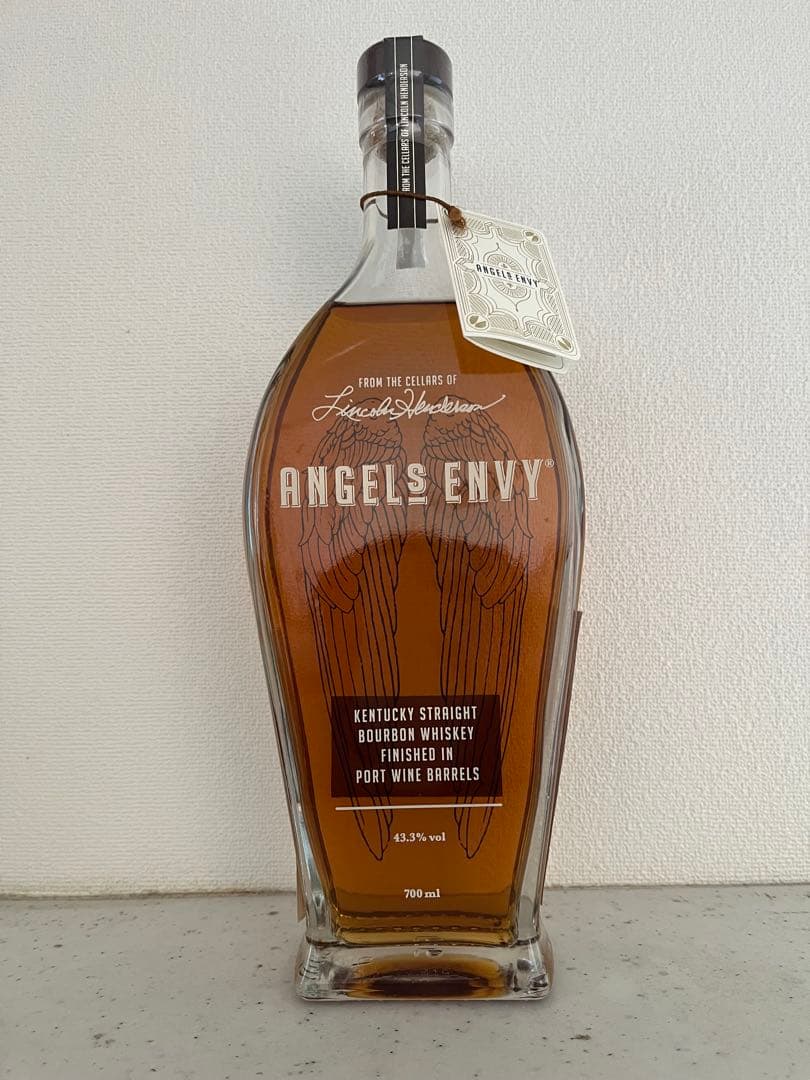 FROM THE CELLARS OF LINCOLN HENDERSON
ANGELS ENVY
FROM THE CELLARS OF
Lincoln Henderson
ANGELS ENVY®
KENTUCKY STRAIGHT
BOURBON WHISKEY
FINISHED IN
PORT WINE BARRELS
43.3% vol
700 ml